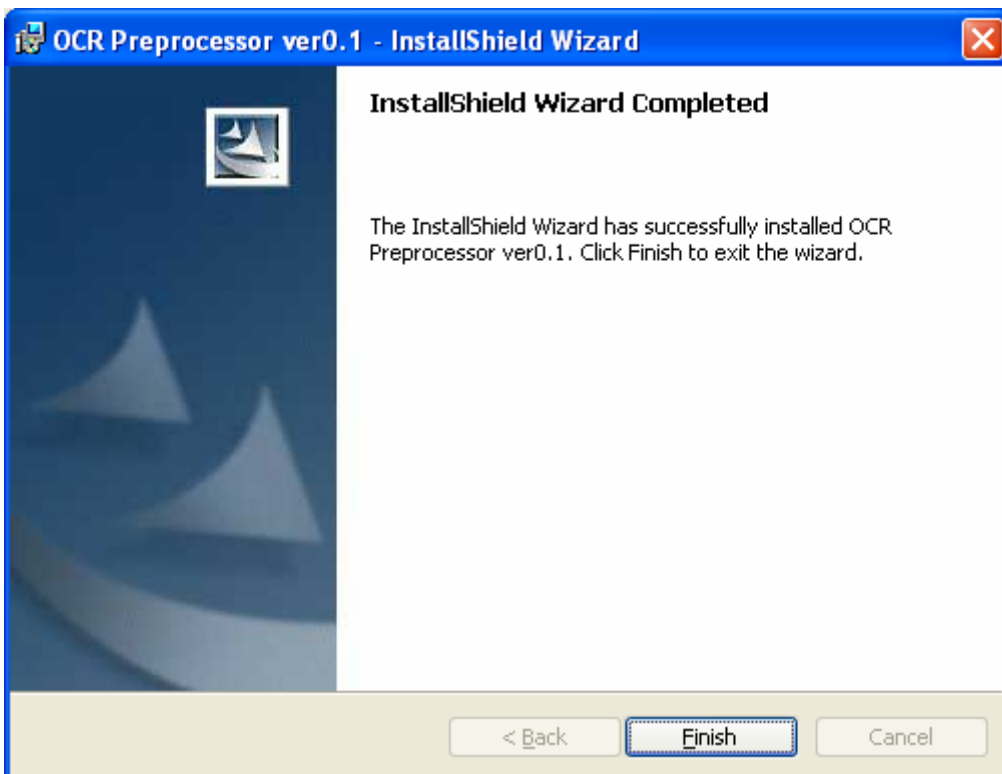 OCR Preprocessor ver0.1 - InstallShield Wizard
InstallShield Wizard Completed
The InstallShield Wizard has successfully installed OCR
Preprocessor ver0.1. Click Finish to exit the wizard.
< Back Finish Cancel